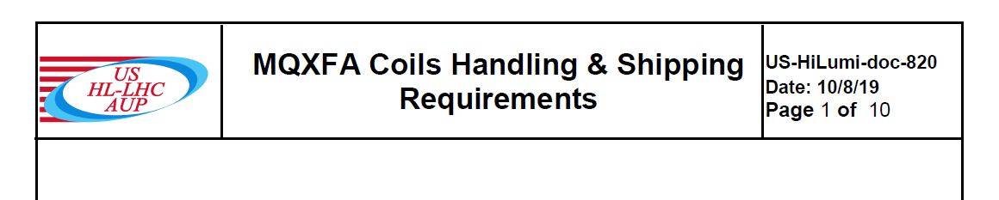 US
HL-LHC
AUP
MQXFA Coils Handling & Shipping
Requirements
US-HiLumi-doc-820
Date: 10/8/19
Page 1 of 10